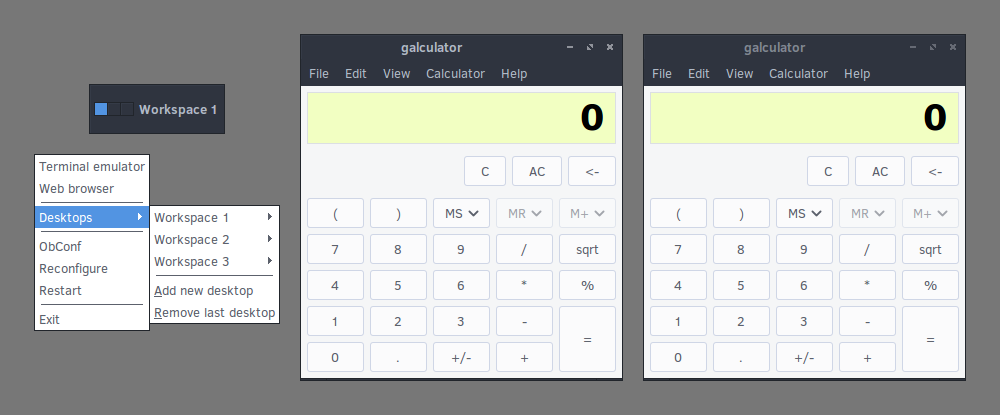 Workspace 1
Terminal emulator
Web browser
Desktops
ObConf
Reconfigure
Restart
Exit
Workspace 1
Workspace 2
Workspace 3
Add new desktop
Remove last desktop
galculator
File Edit View Calculator Help
0
C AC <-
( ) MS MR M+
7 8 9 / sqrt
4 5 6 * %
1 2 3 -
=
0 . +/- +
galculator
File Edit View Calculator Help
0
C AC <-
( ) MS MR M+
7 8 9 / sqrt
4 5 6 * %
1 2 3 -
=
0 . +/- +